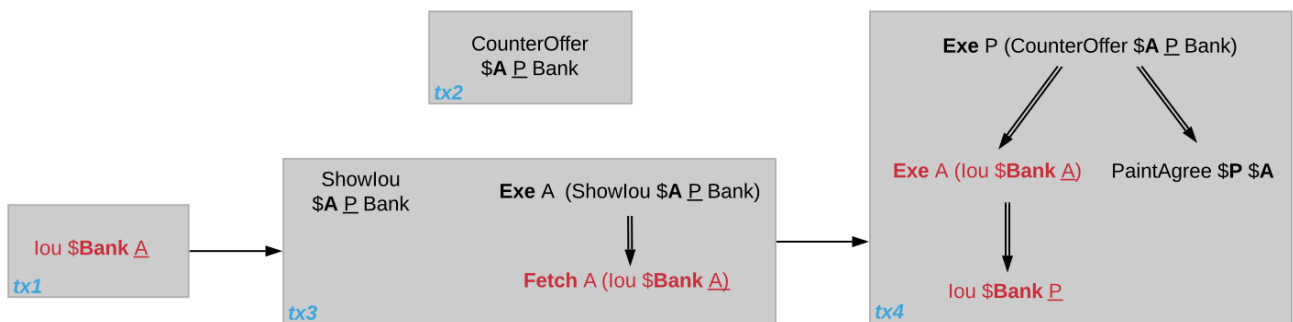 Iou $Bank A
tx1
CounterOffer
$A P Bank
tx2
ShowIou
$A P Bank
Exe A (ShowIou $A P Bank)
Fetch A (Iou $Bank A)
tx3
Exe P (CounterOffer $A P Bank)
Exe A (Iou $Bank A)
PaintAgree $P $A
Iou $Bank P
tx4